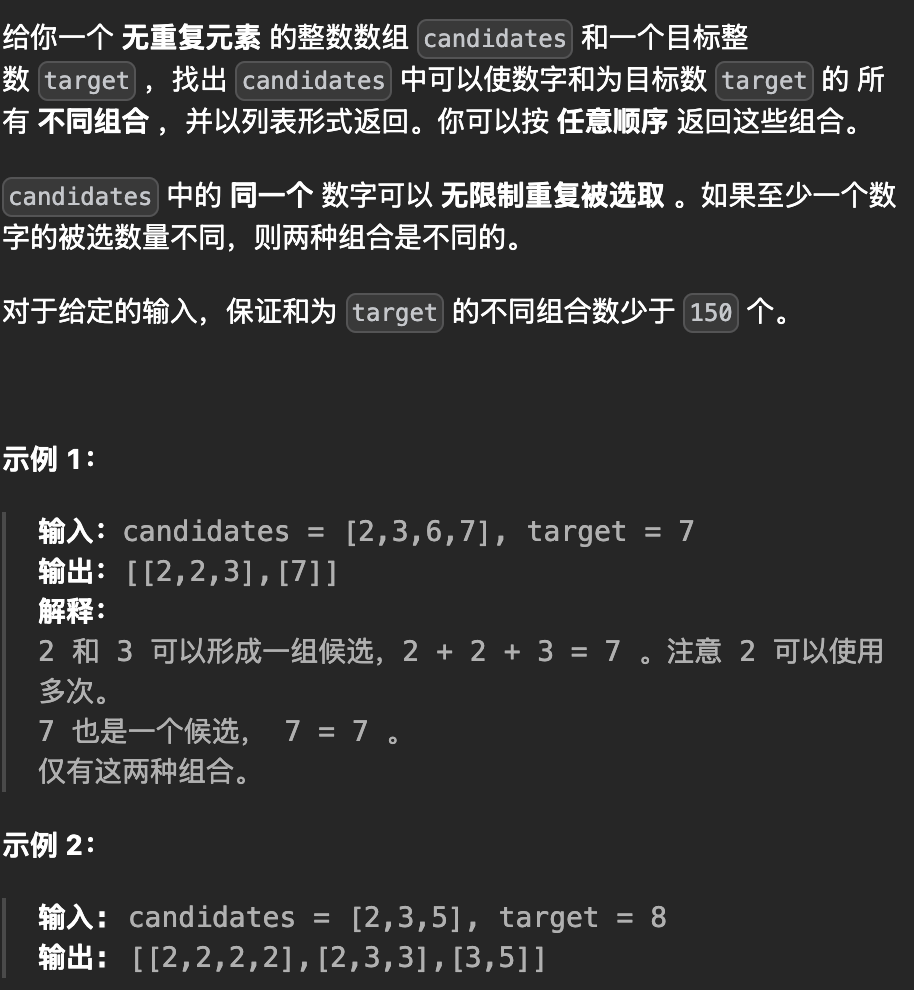 给你一个 无重复元素 的整数数组 candidates 和一个目标整
数 target ，找出 candidates 中可以使数字和为目标数 target 的 所
有 不同组合 ，并以列表形式返回。你可以按 任意顺序 返回这些组合。
candidates 中的 同一个 数字可以 无限制重复被选取 。如果至少一个数
字的被选数量不同，则两种组合是不同的。
对于给定的输入，保证和为 target 的不同组合数少于 150 个。
示例 1：
输入：candidates = [2,3,6,7], target = 7
输出：[[2,2,3],[7]]
解释：
2 和 3 可以形成一组候选，2 + 2 + 3 = 7 。注意 2 可以使用
多次。
7 也是一个候选， 7 = 7 。
仅有这两种组合。
示例 2：
输入: candidates = [2,3,5], target = 8
输出: [[2,2,2,2],[2,3,3],[3,5]]